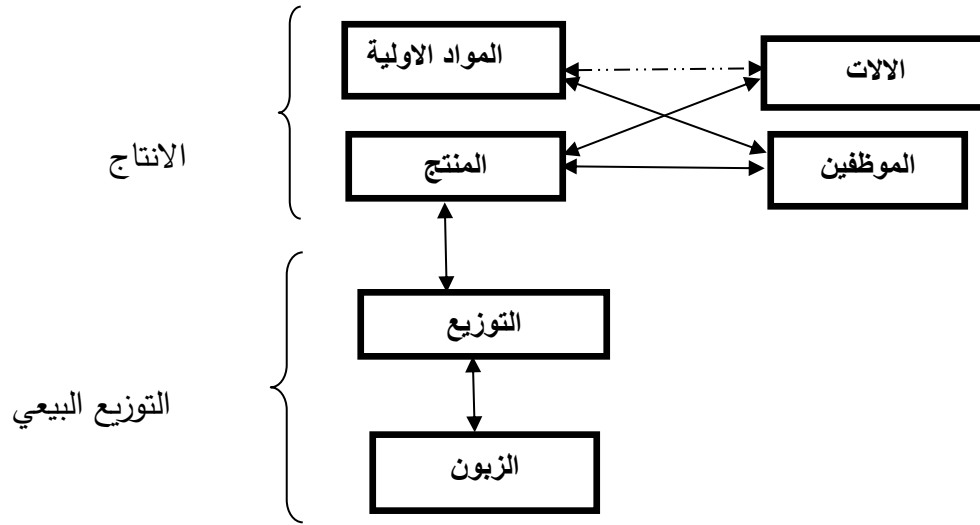 المواد الاولية
الالات
الانتاج
المنتج
الموظفين
التوزيع
التوزيع البيعي
الزبون